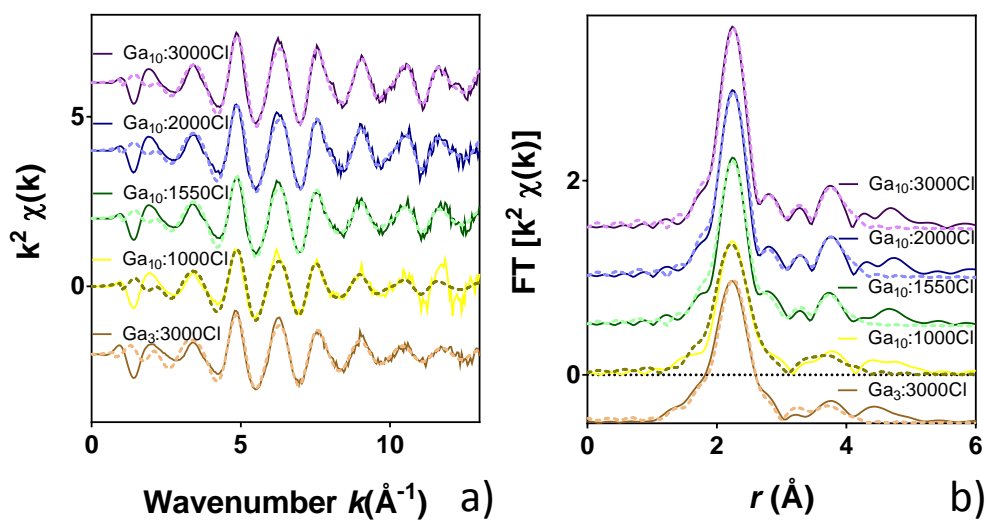 k² χ(k)
5
0
Ga₁₀:3000Cl
Ga₁₀:2000Cl
Ga₁₀:1550Cl
Ga₁₀:1000Cl
Ga₃:3000Cl
0
5
10
Wavenumber k(Å⁻¹)
a)
FT [k² χ(k)]
2
0
Ga₁₀:3000Cl
Ga₁₀:2000Cl
Ga₁₀:1550Cl
Ga₁₀:1000Cl
Ga₃:3000Cl
0
2
4
6
r (Å)
b)